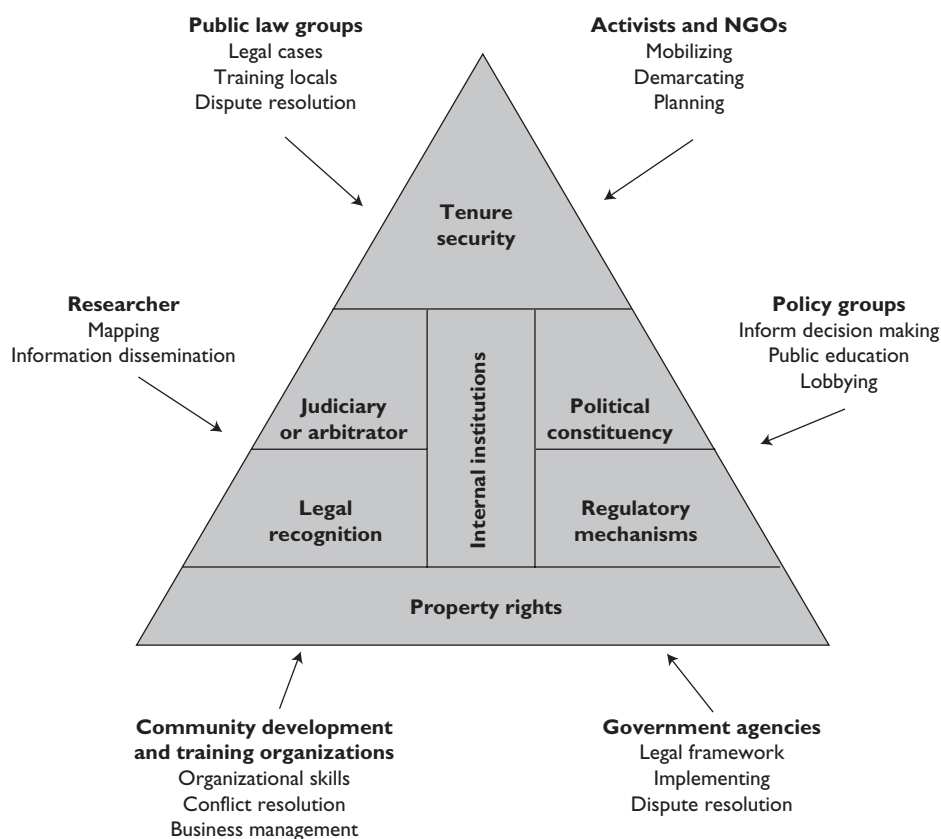 Public law groups
Legal cases
Training locals
Dispute resolution
Activists and NGOs
Mobilizing
Demarcating
Planning
Tenure
security
Researcher
Mapping
Information dissemination
Policy groups
Inform decision making
Public education
Lobbying
Judiciary
or arbitrator
Internal institutions
Political
constituency
Legal
recognition
Regulatory
mechanisms
Property rights
Community development
and training organizations
Organizational skills
Conflict resolution
Business management
Government agencies
Legal framework
Implementing
Dispute resolution